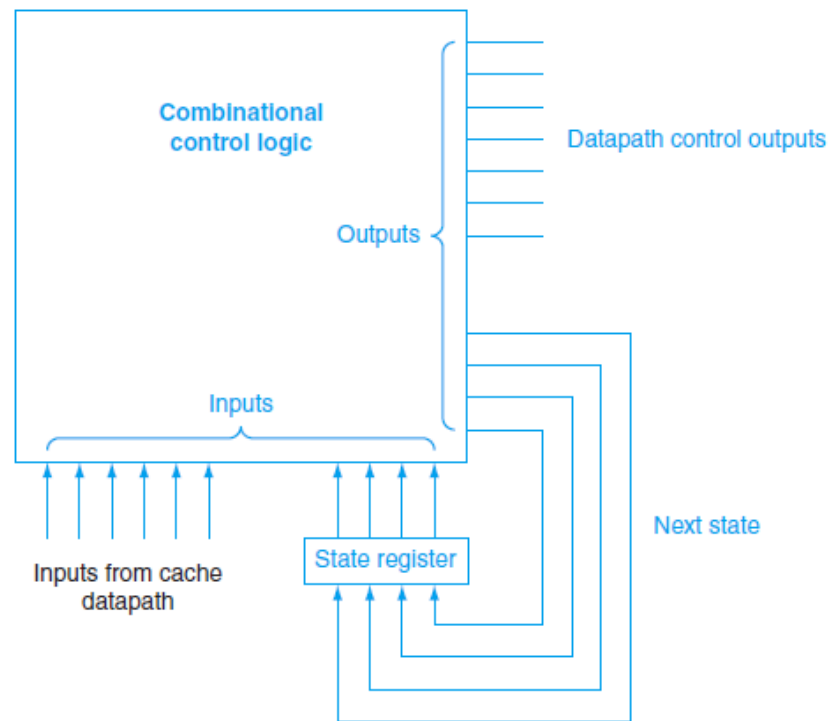 Combinational
control logic
Datapath control outputs
Outputs
Inputs
Next state
State register
Inputs from cache
datapath